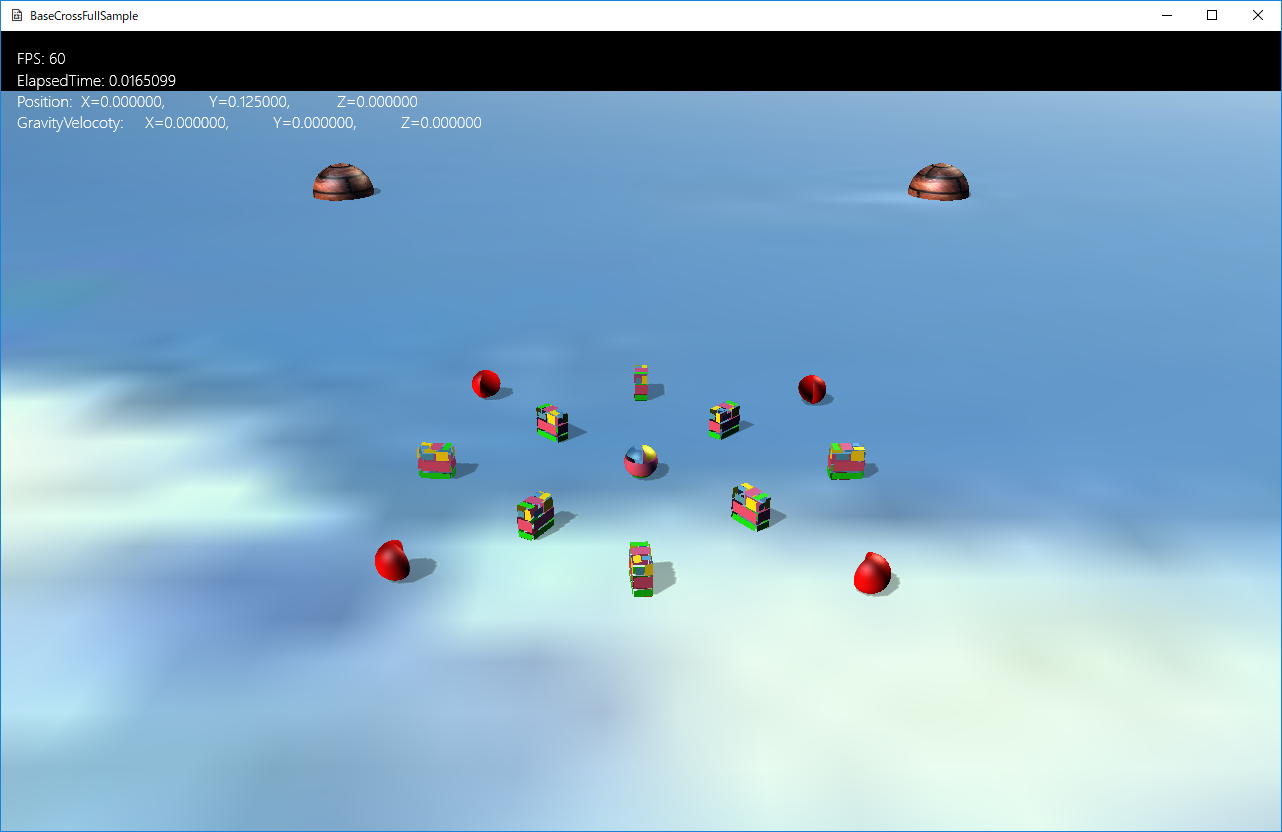 BaseCrossFullSample
FPS: 60
ElapsedTime: 0.0165099
Position: X=0.000000, Y=0.125000, Z=0.000000
GravityVelocoty: X=0.000000, Y=0.000000, Z=0.000000